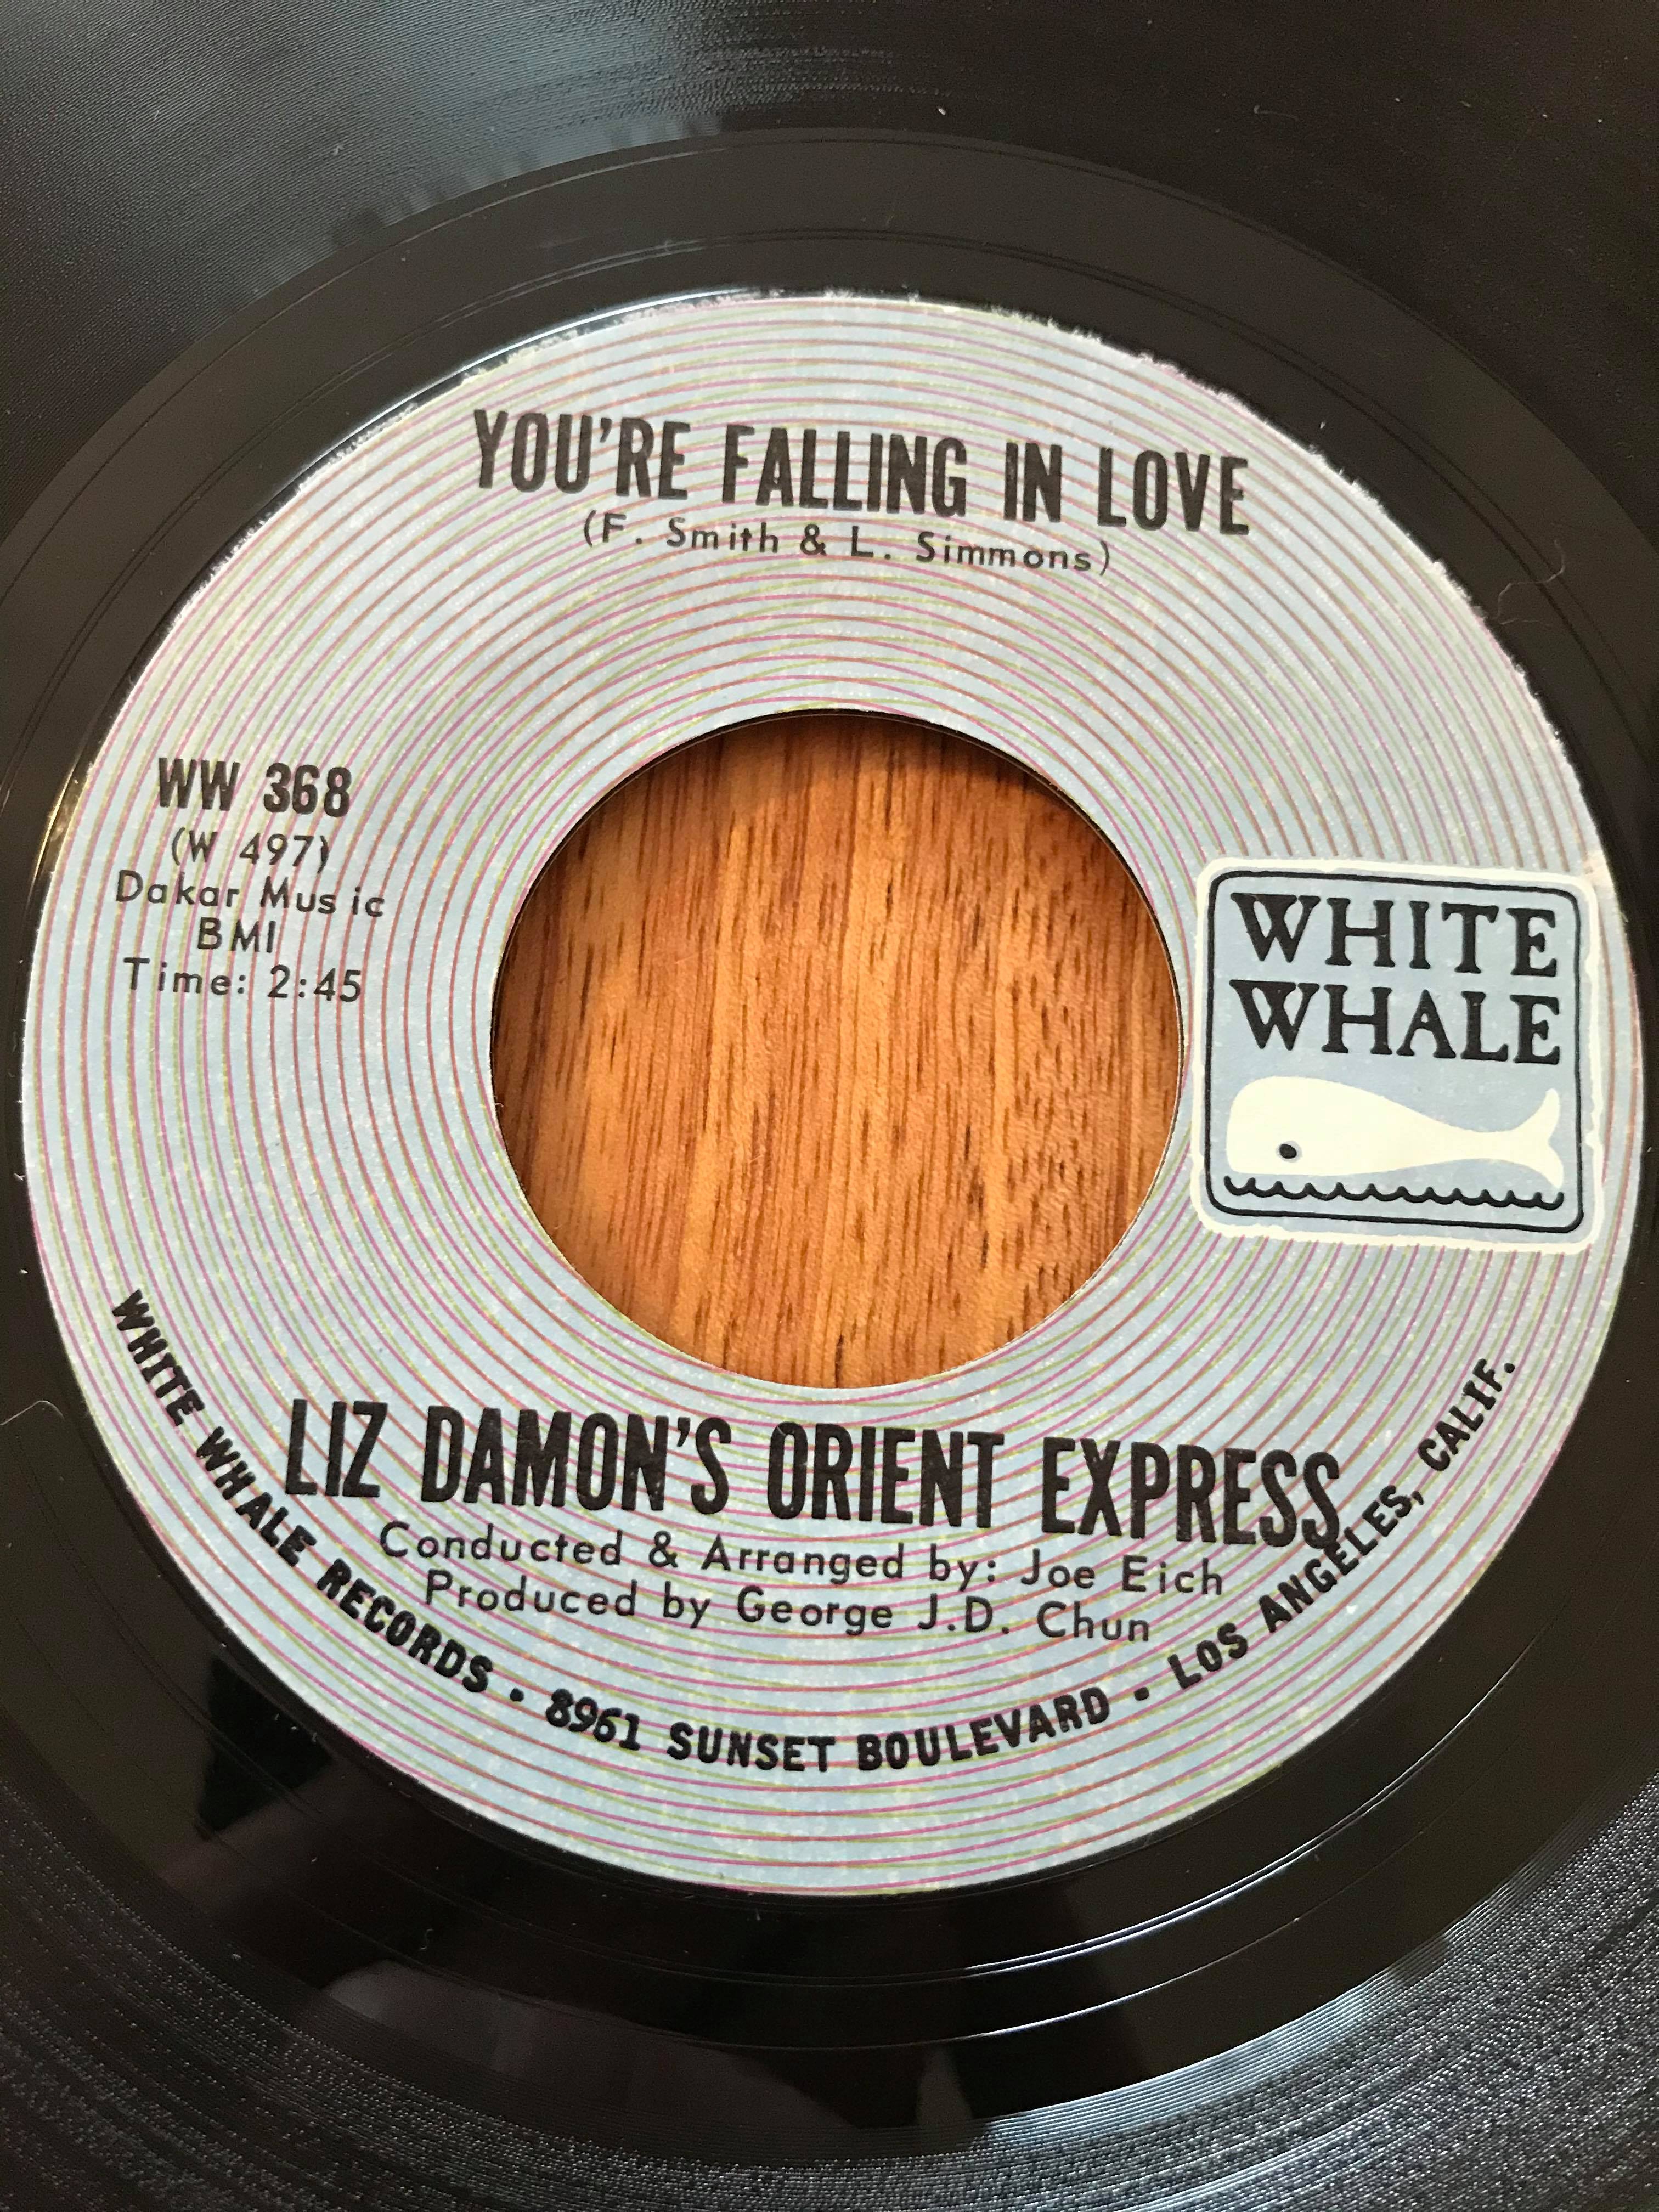 YOU'RE FALLING IN LOVE
(F. Smith & L. Simmons)
WW 368
(W 497)
Dakar Music
BMI
Time: 2:45
WHITE
WHALE
LIZ DAMON'S ORIENT EXPRESS
Conducted & Arranged by: Joe Eich
Produced by George J.D. Chun
WHITE WHALE RECORDS • 8961 SUNSET BOULEVARD • LOS ANGELES, CALIF.